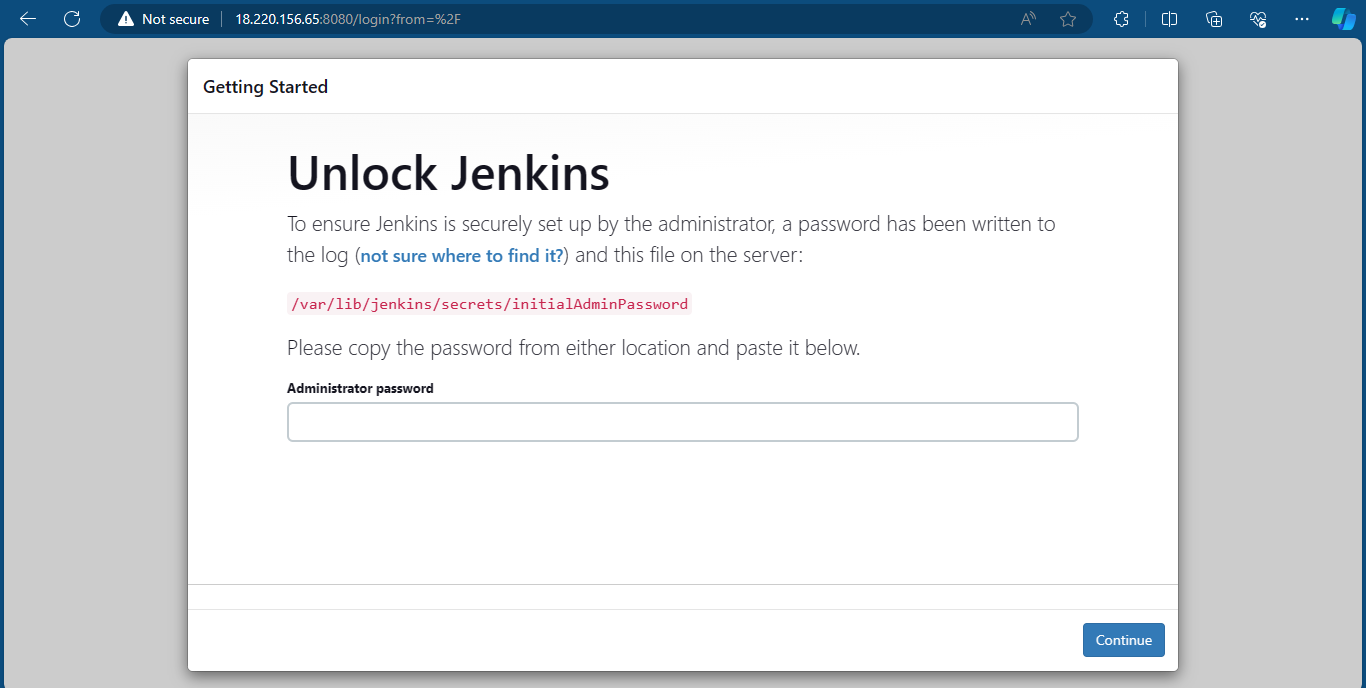 Not secure 18.220.156.65:8080/login?from=%2F
Getting Started
Unlock Jenkins
To ensure Jenkins is securely set up by the administrator, a password has been written to
the log (not sure where to find it?) and this file on the server:
/var/lib/jenkins/secrets/initialAdminPassword
Please copy the password from either location and paste it below.
Administrator password
Continue